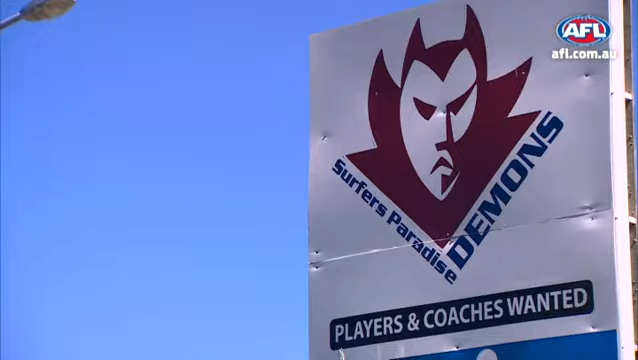 AFL
afl.com.au
Surfers Paradise
DEMONS
PLAYERS & COACHES WANTED